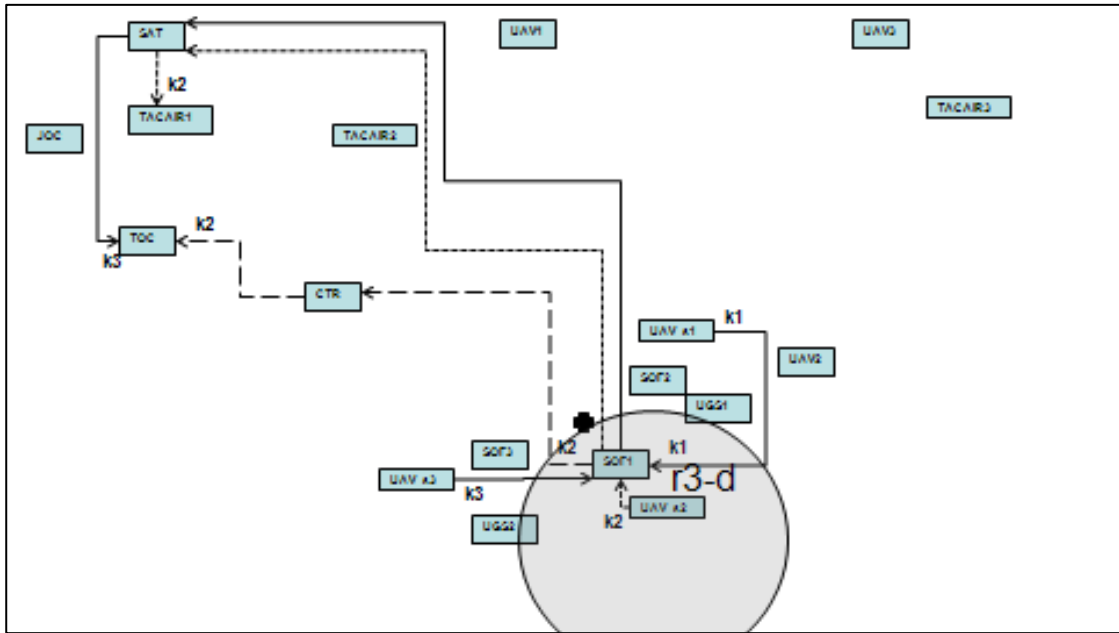 SAT
UAV1
UAV3
k2
TACAIR1
TACAIR3
JOC
TACAIR2
k2
TOC
k3
CTR
k1
UAV a1
UAV2
SOF2
UGS1
k2
k1
SOF3
SOF1
r3-d
UAV a3
k3
UAV a2
k2
UGS2